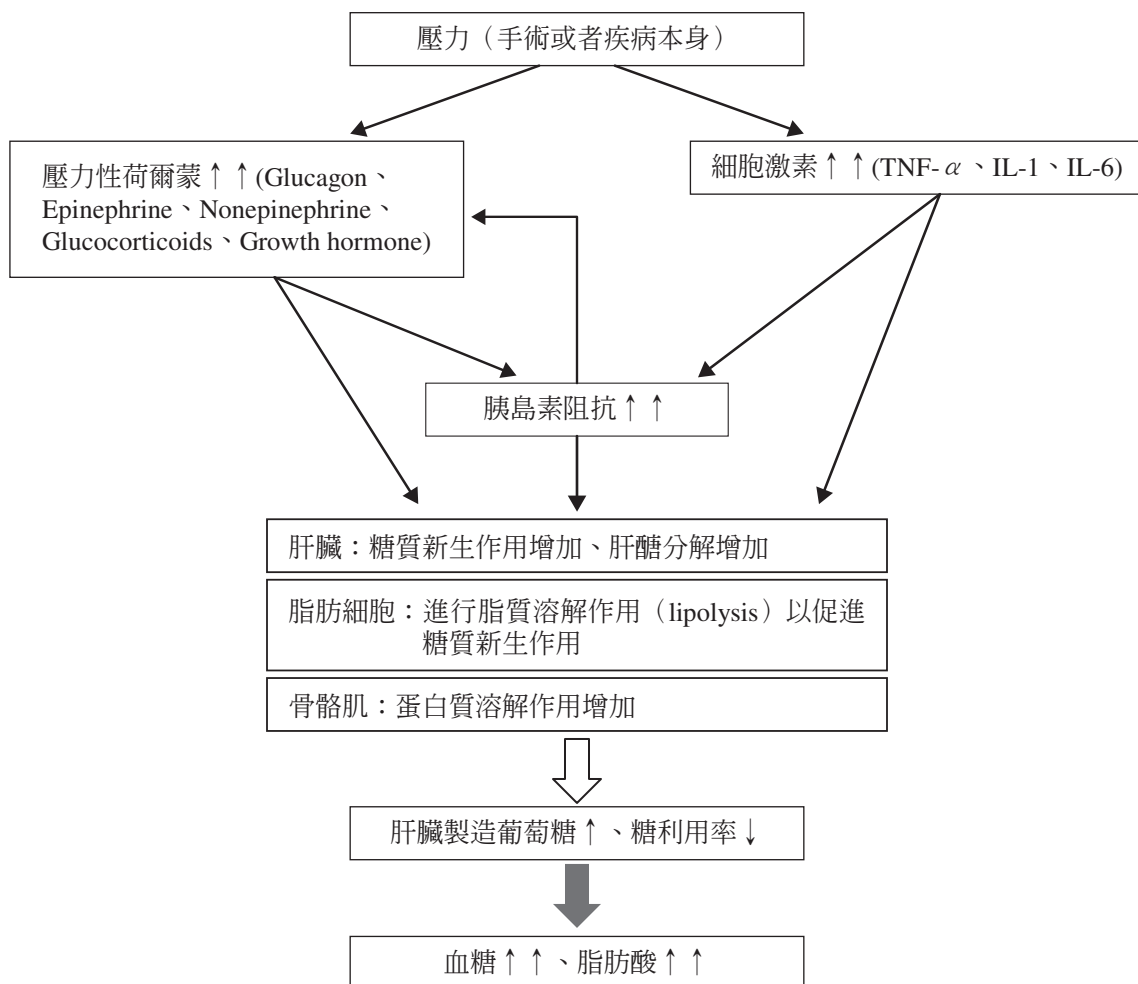 壓力（手術或者疾病本身）
壓力性荷爾蒙↑↑(Glucagon、
Epinephrine、Nonepinephrine、
Glucocorticoids、Growth hormone)
細胞激素↑↑(TNF-α、IL-1、IL-6)
胰島素阻抗↑↑
肝臟：糖質新生作用增加、肝醣分解增加
脂肪細胞：進行脂質溶解作用（lipolysis）以促進
糖質新生作用
骨骼肌：蛋白質溶解作用增加
肝臟製造葡萄糖↑、糖利用率↓
血糖↑↑、脂肪酸↑↑